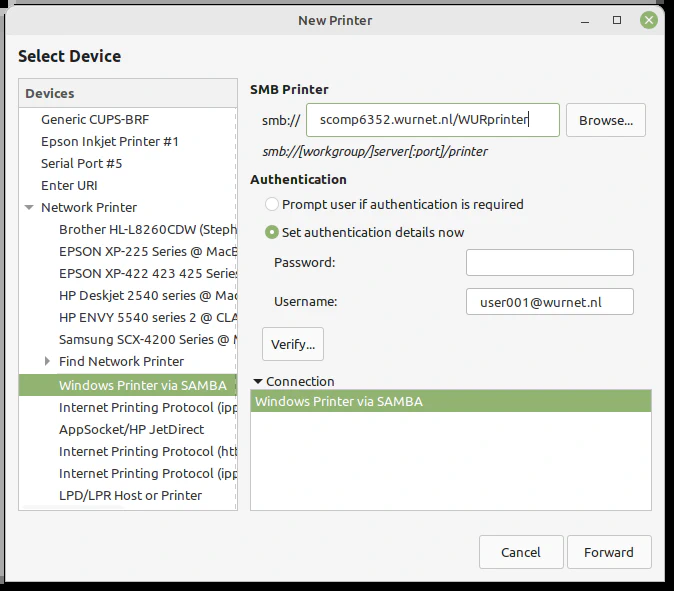 New Printer
Select Device
Devices
Generic CUPS-BRF
Epson Inkjet Printer #1
Serial Port #5
Enter URI
Network Printer
Brother HL-L8260CDW (Steph
EPSON XP-225 Series @ MacB
EPSON XP-422 423 425 Series
HP Deskjet 2540 series @ Mac
HP ENVY 5540 series 2 @ CLA
Samsung SCX-4200 Series @ M
Find Network Printer
Windows Printer via SAMBA
Internet Printing Protocol (ipp
AppSocket/HP JetDirect
Internet Printing Protocol (htt
Internet Printing Protocol (ipp
LPD/LPR Host or Printer
SMB Printer
smb:// scomp6352.wurnet.nl/WURprinter Browse...
smb://[workgroup/]server[:port]/printer
Authentication
Prompt user if authentication is required
Set authentication details now
Password:
Username: user001@wurnet.nl
Verify...
Connection
Windows Printer via SAMBA
Cancel Forward